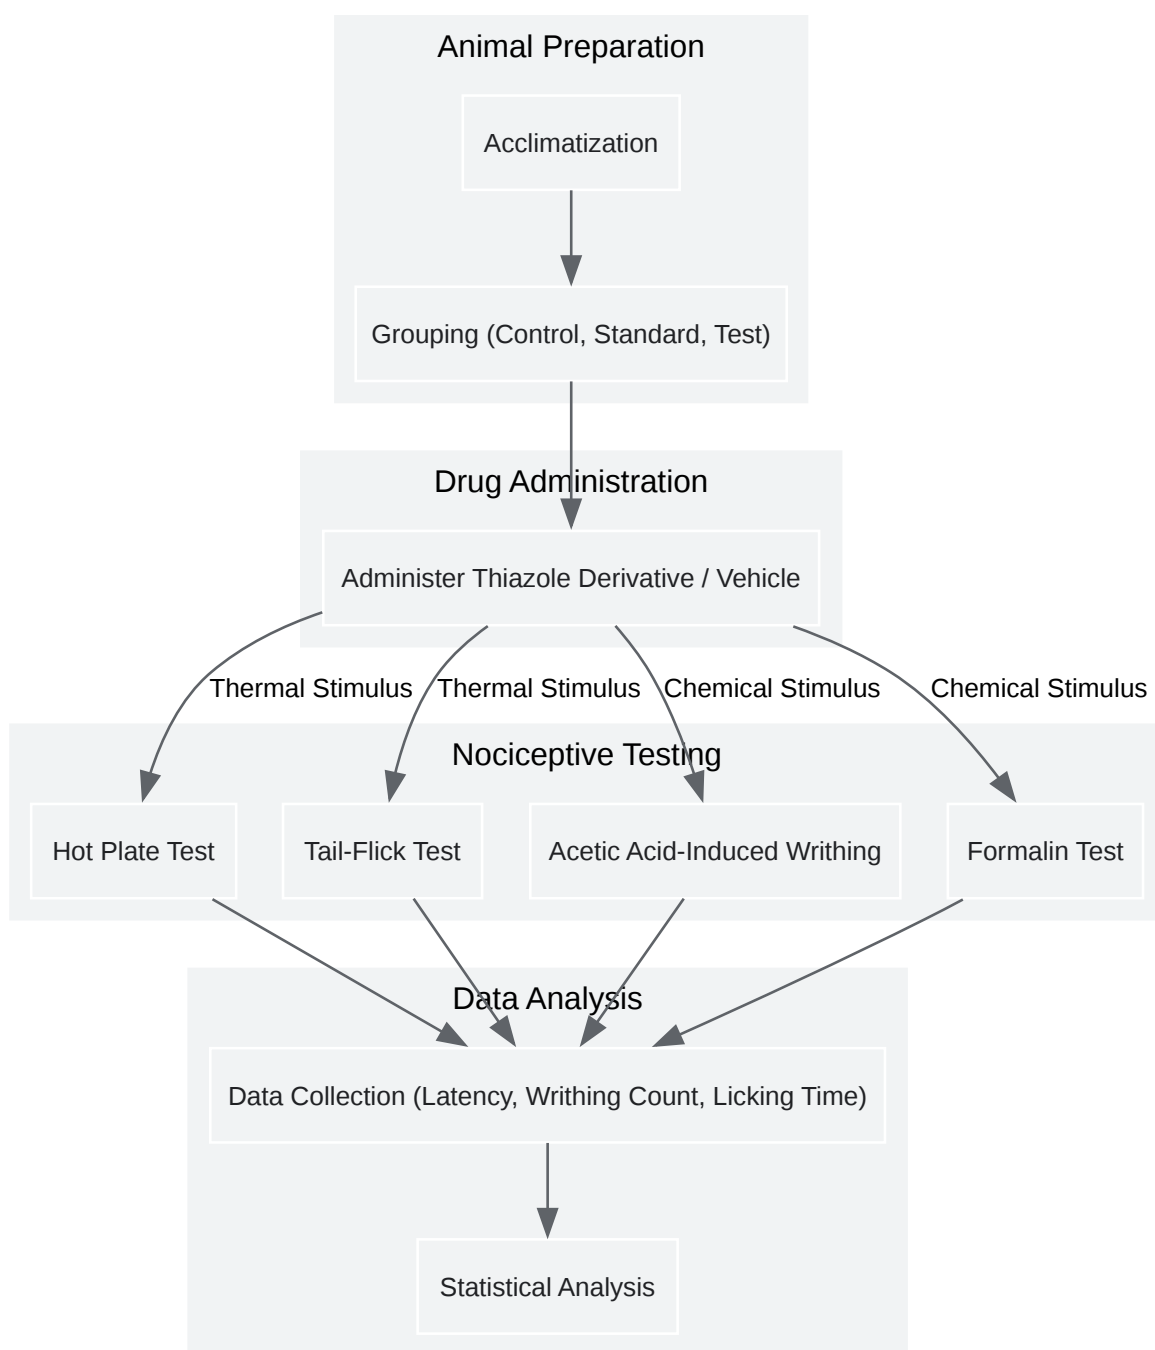 Animal Preparation
Acclimatization
Grouping (Control, Standard, Test)
Drug Administration
Administer Thiazole Derivative / Vehicle
Thermal Stimulus
Thermal Stimulus
Chemical Stimulus
Chemical Stimulus
Nociceptive Testing
Hot Plate Test
Tail-Flick Test
Acetic Acid-Induced Writhing
Formalin Test
Data Analysis
Data Collection (Latency, Writhing Count, Licking Time)
Statistical Analysis